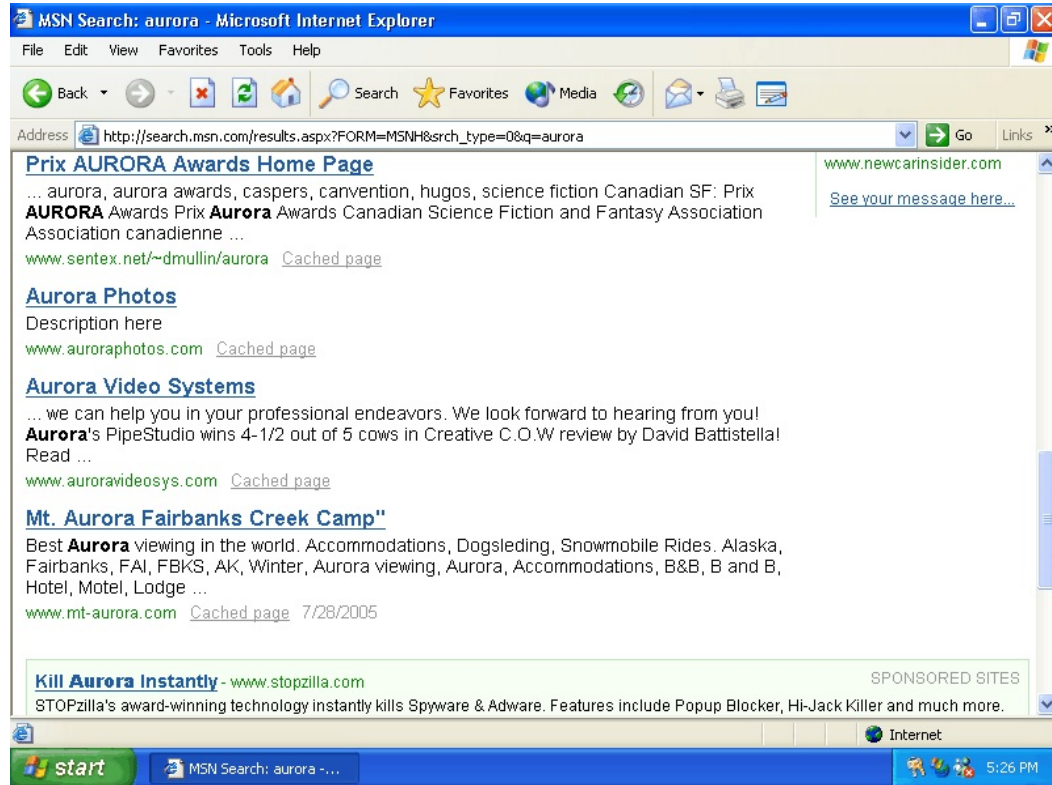 MSN Search: aurora - Microsoft Internet Explorer
File Edit View Favorites Tools Help
Back Search Favorites Media
Address http://search.msn.com/results.aspx?FORM=MSNH&srch_type=0&q=aurora Go Links »
Prix AURORA Awards Home Page
... aurora, aurora awards, caspers, canvention, hugos, science fiction Canadian SF: Prix
AURORA Awards Prix Aurora Awards Canadian Science Fiction and Fantasy Association
Association canadienne ...
www.sentex.net/~dmullin/aurora Cached page
www.newcarinsider.com
See your message here...
Aurora Photos
Description here
www.auroraphotos.com Cached page
Aurora Video Systems
... we can help you in your professional endeavors. We look forward to hearing from you!
Aurora's PipeStudio wins 4-1/2 out of 5 cows in Creative C.O.W review by David Battistella!
Read ...
www.auroravideosys.com Cached page
Mt. Aurora Fairbanks Creek Camp"
Best Aurora viewing in the world. Accommodations, Dogsleding, Snowmobile Rides. Alaska,
Fairbanks, FAI, FBKS, AK, Winter, Aurora viewing, Aurora, Accommodations, B&B, B and B,
Hotel, Motel, Lodge ...
www.mt-aurora.com Cached page 7/28/2005
Kill Aurora Instantly - www.stopzilla.com SPONSORED SITES
STOPzilla's award-winning technology instantly kills Spyware & Adware. Features include Popup Blocker, Hi-Jack Killer and much more.
Internet
start MSN Search: aurora -... 5:26 PM